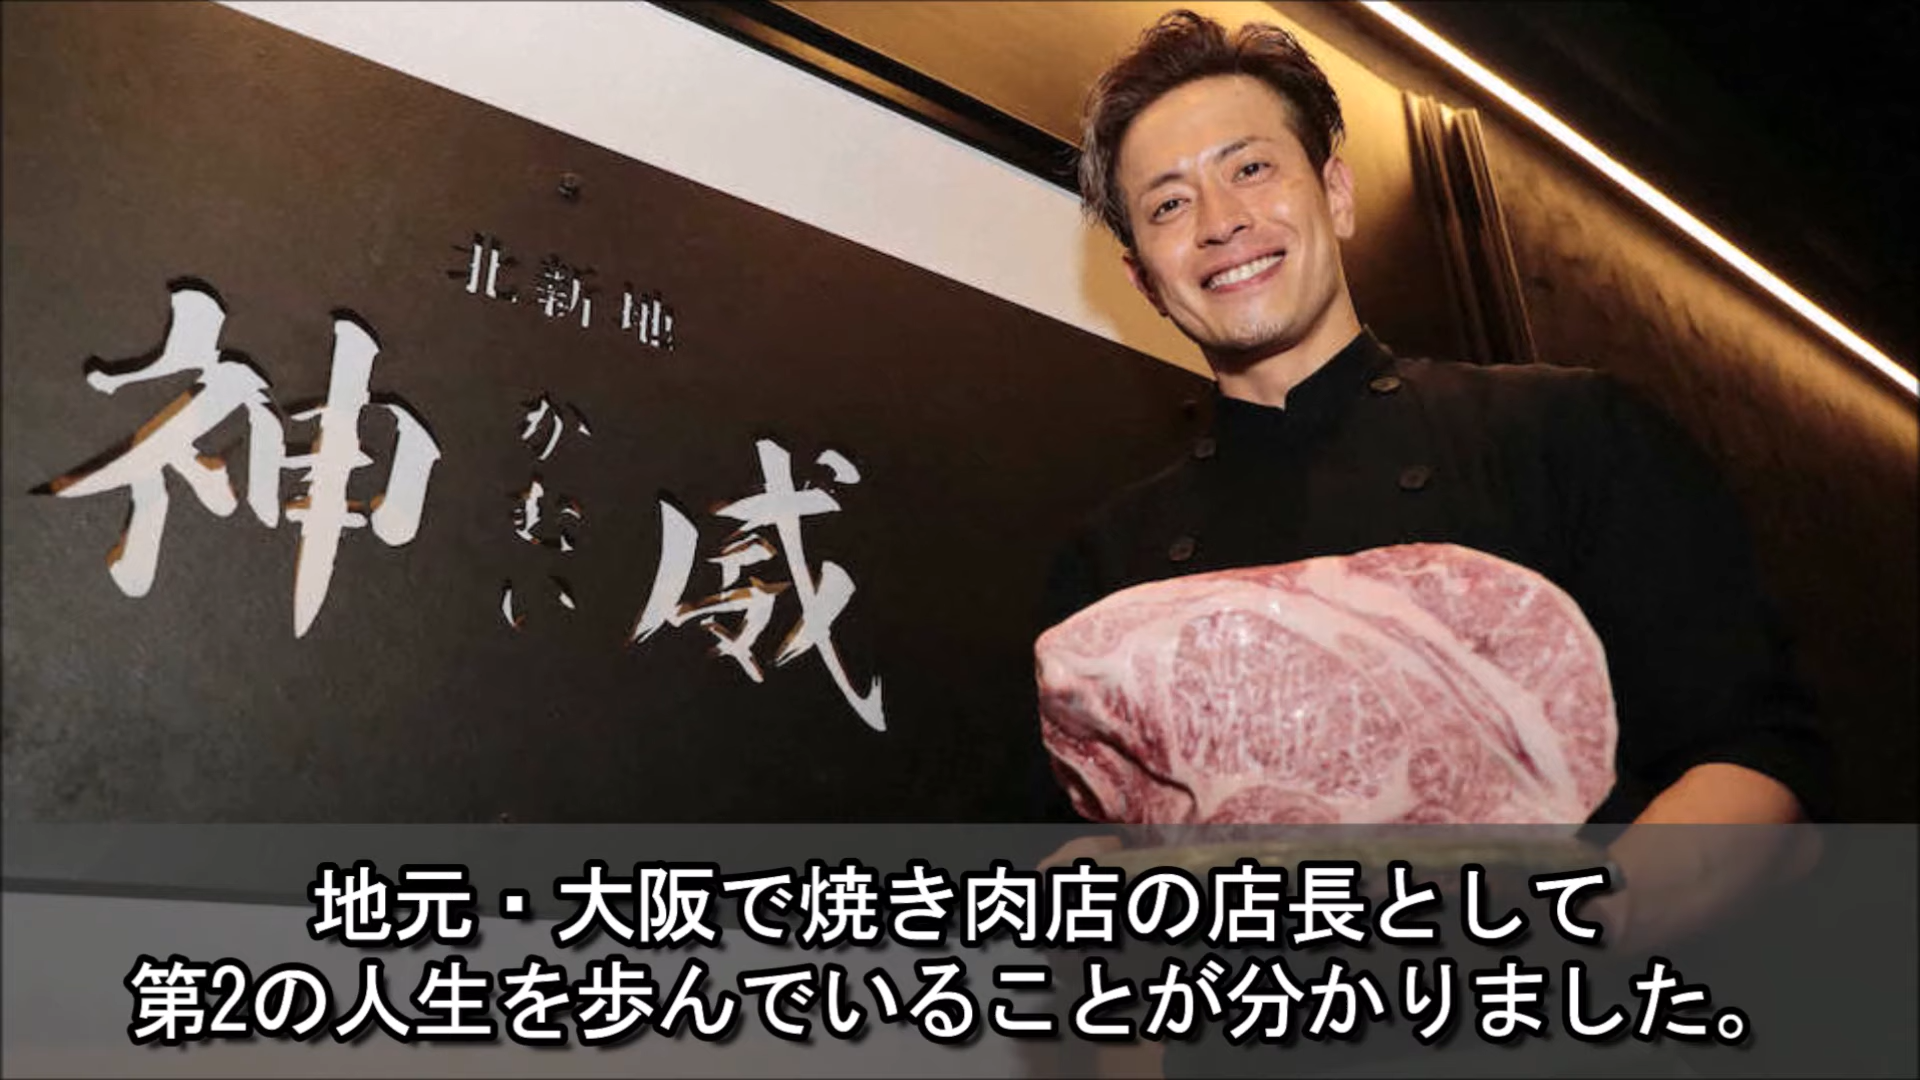 北新地
神威
かむい
地元・大阪で焼き肉店の店長として
第2の人生を歩んでいることが分かりました。